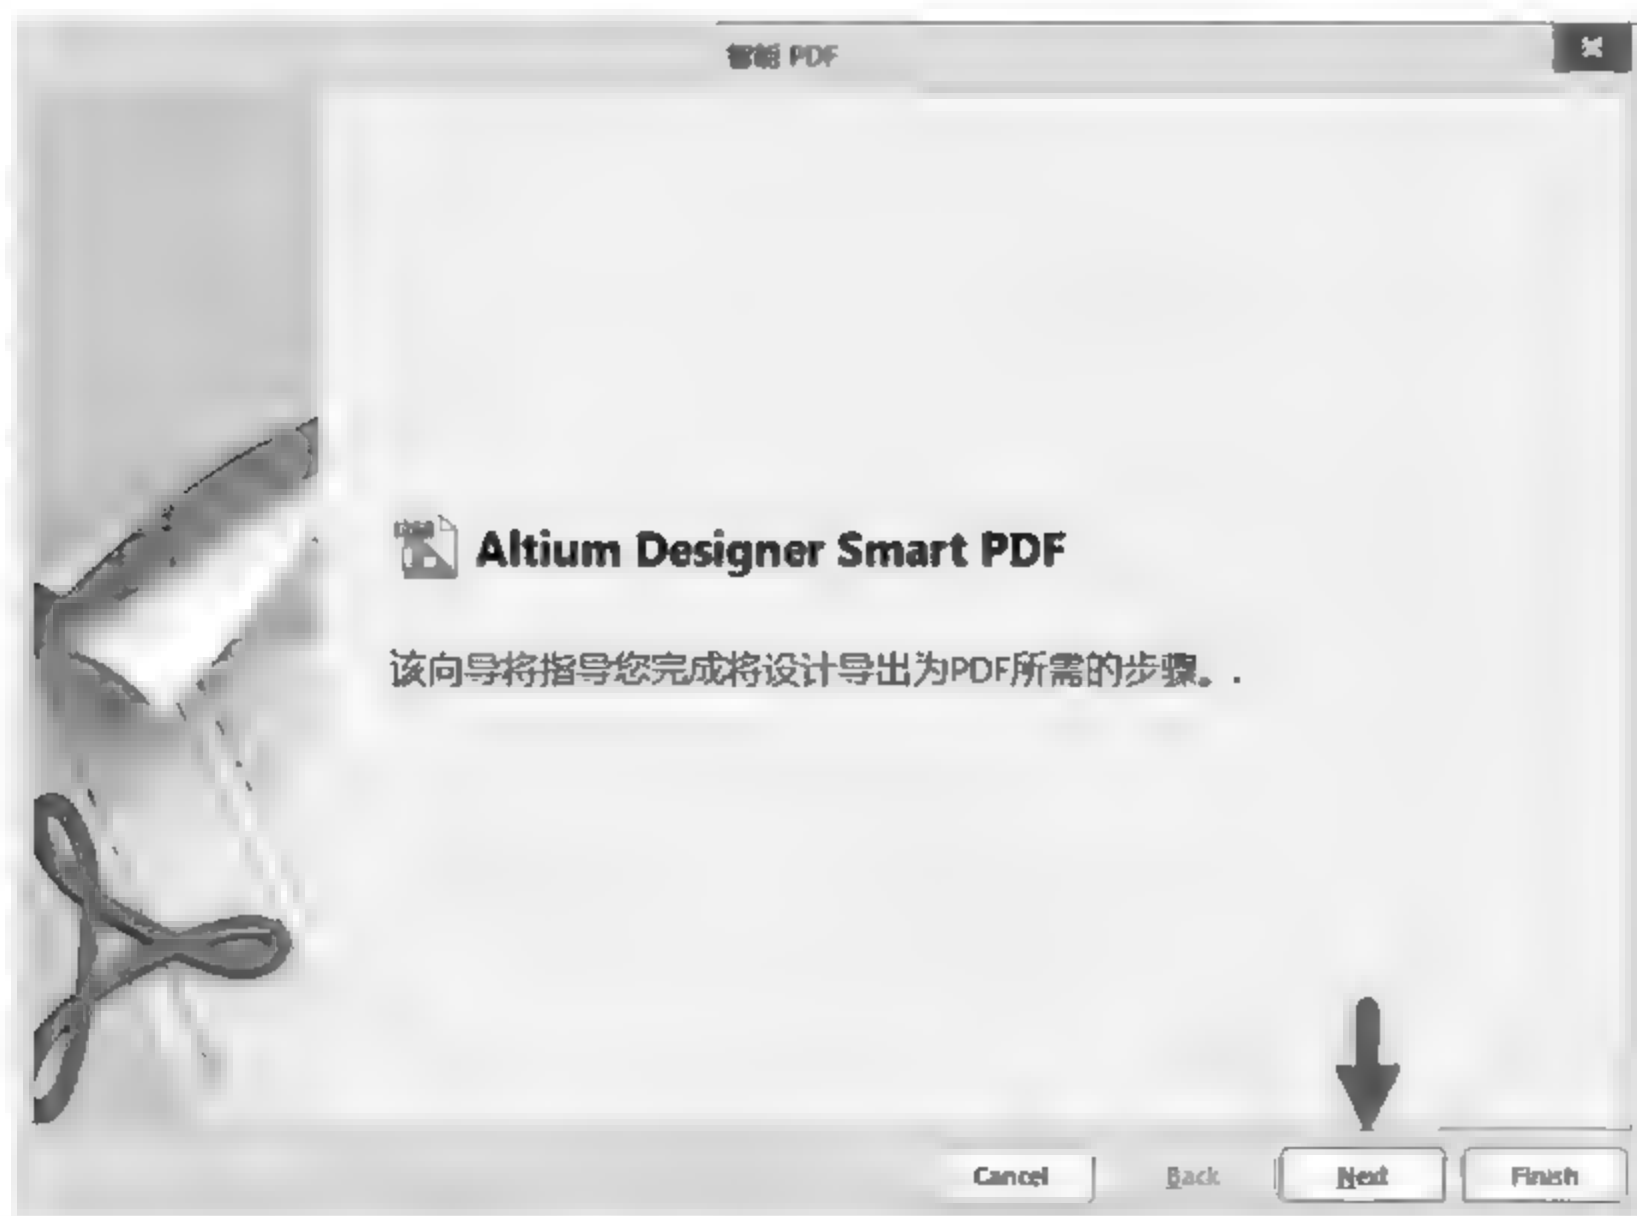 智能 PDF
Altium Designer Smart PDF
该向导将指导您完成将设计导出为PDF所需的步骤。.
Cancel
Back
Next
Finish